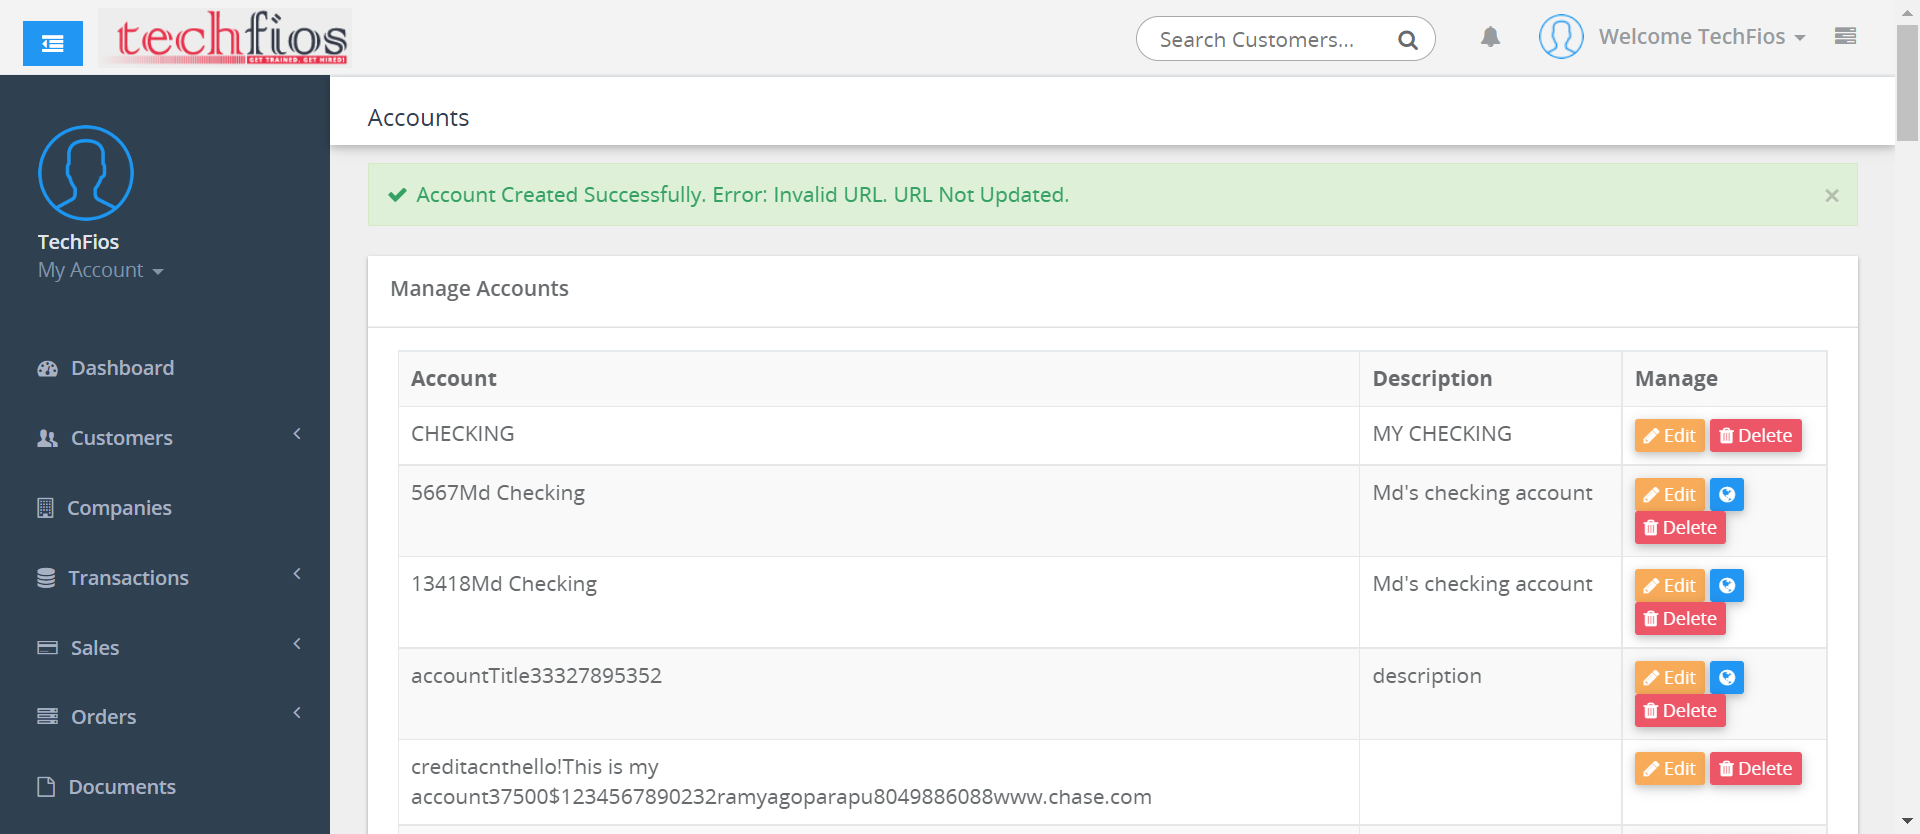 techfios
GET TRAINED. GET HIRED!
Search Customers...
Welcome TechFios
TechFios
My Account
Dashboard
Customers
Companies
Transactions
Sales
Orders
Documents
Accounts
Account Created Successfully. Error: Invalid URL. URL Not Updated.
×
Manage Accounts
Account Description Manage
CHECKING MY CHECKING Edit Delete
5667Md Checking Md's checking account Edit
Delete
13418Md Checking Md's checking account Edit
Delete
accountTitle33327895352 description Edit
Delete
creditacnthello!This is my Edit Delete
account37500$1234567890232ramyagoparapu8049886088www.chase.com